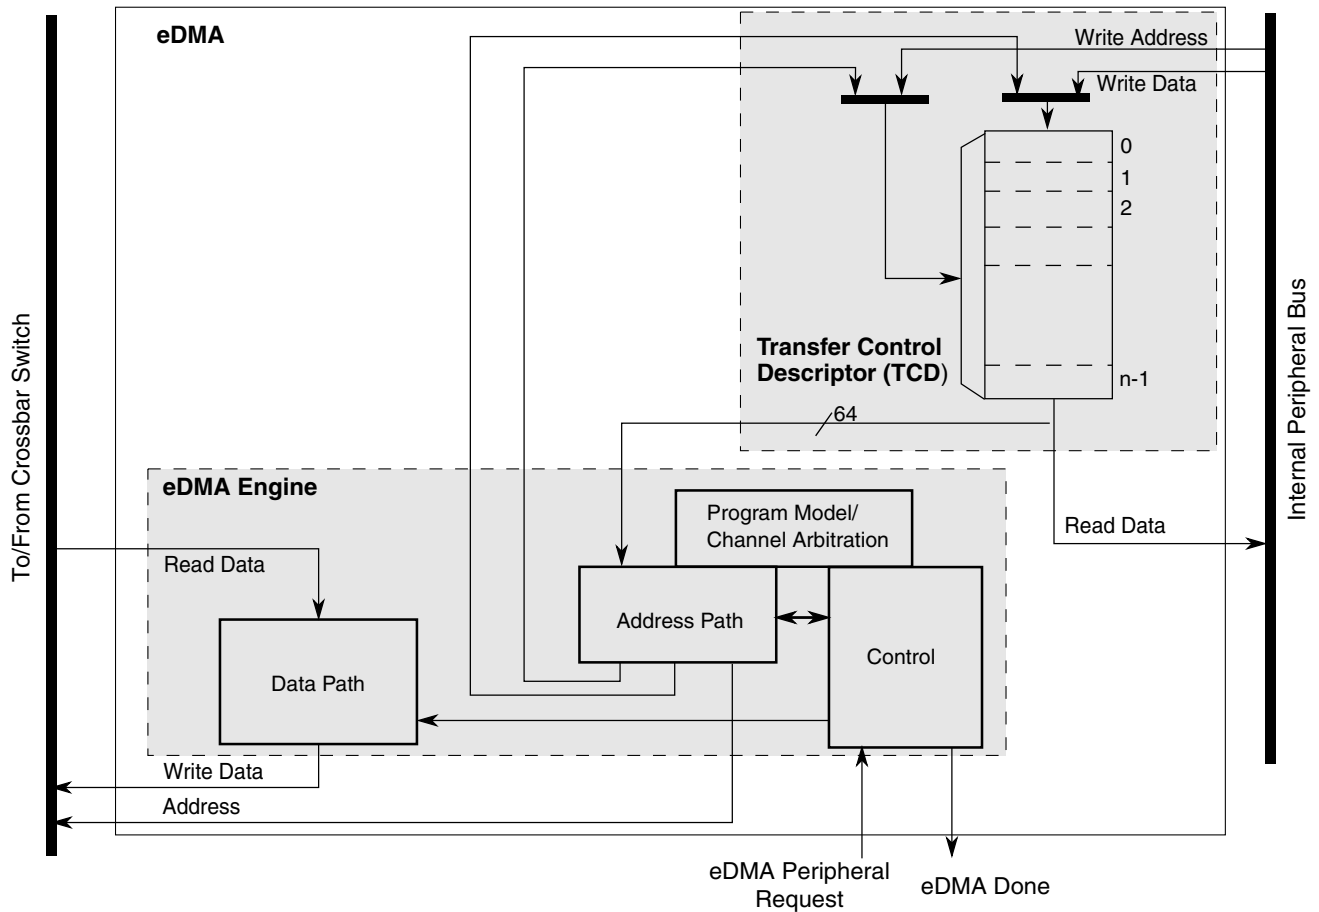 eDMA
Write Address
Write Data
0
1
2
n-1
Transfer Control
Descriptor (TCD)
64
To/From Crossbar Switch
Internal Peripheral Bus
eDMA Engine
Program Model/
Channel Arbitration
Read Data
Read Data
Address Path
Control
Data Path
Write Data
Address
eDMA Peripheral
Request
eDMA Done